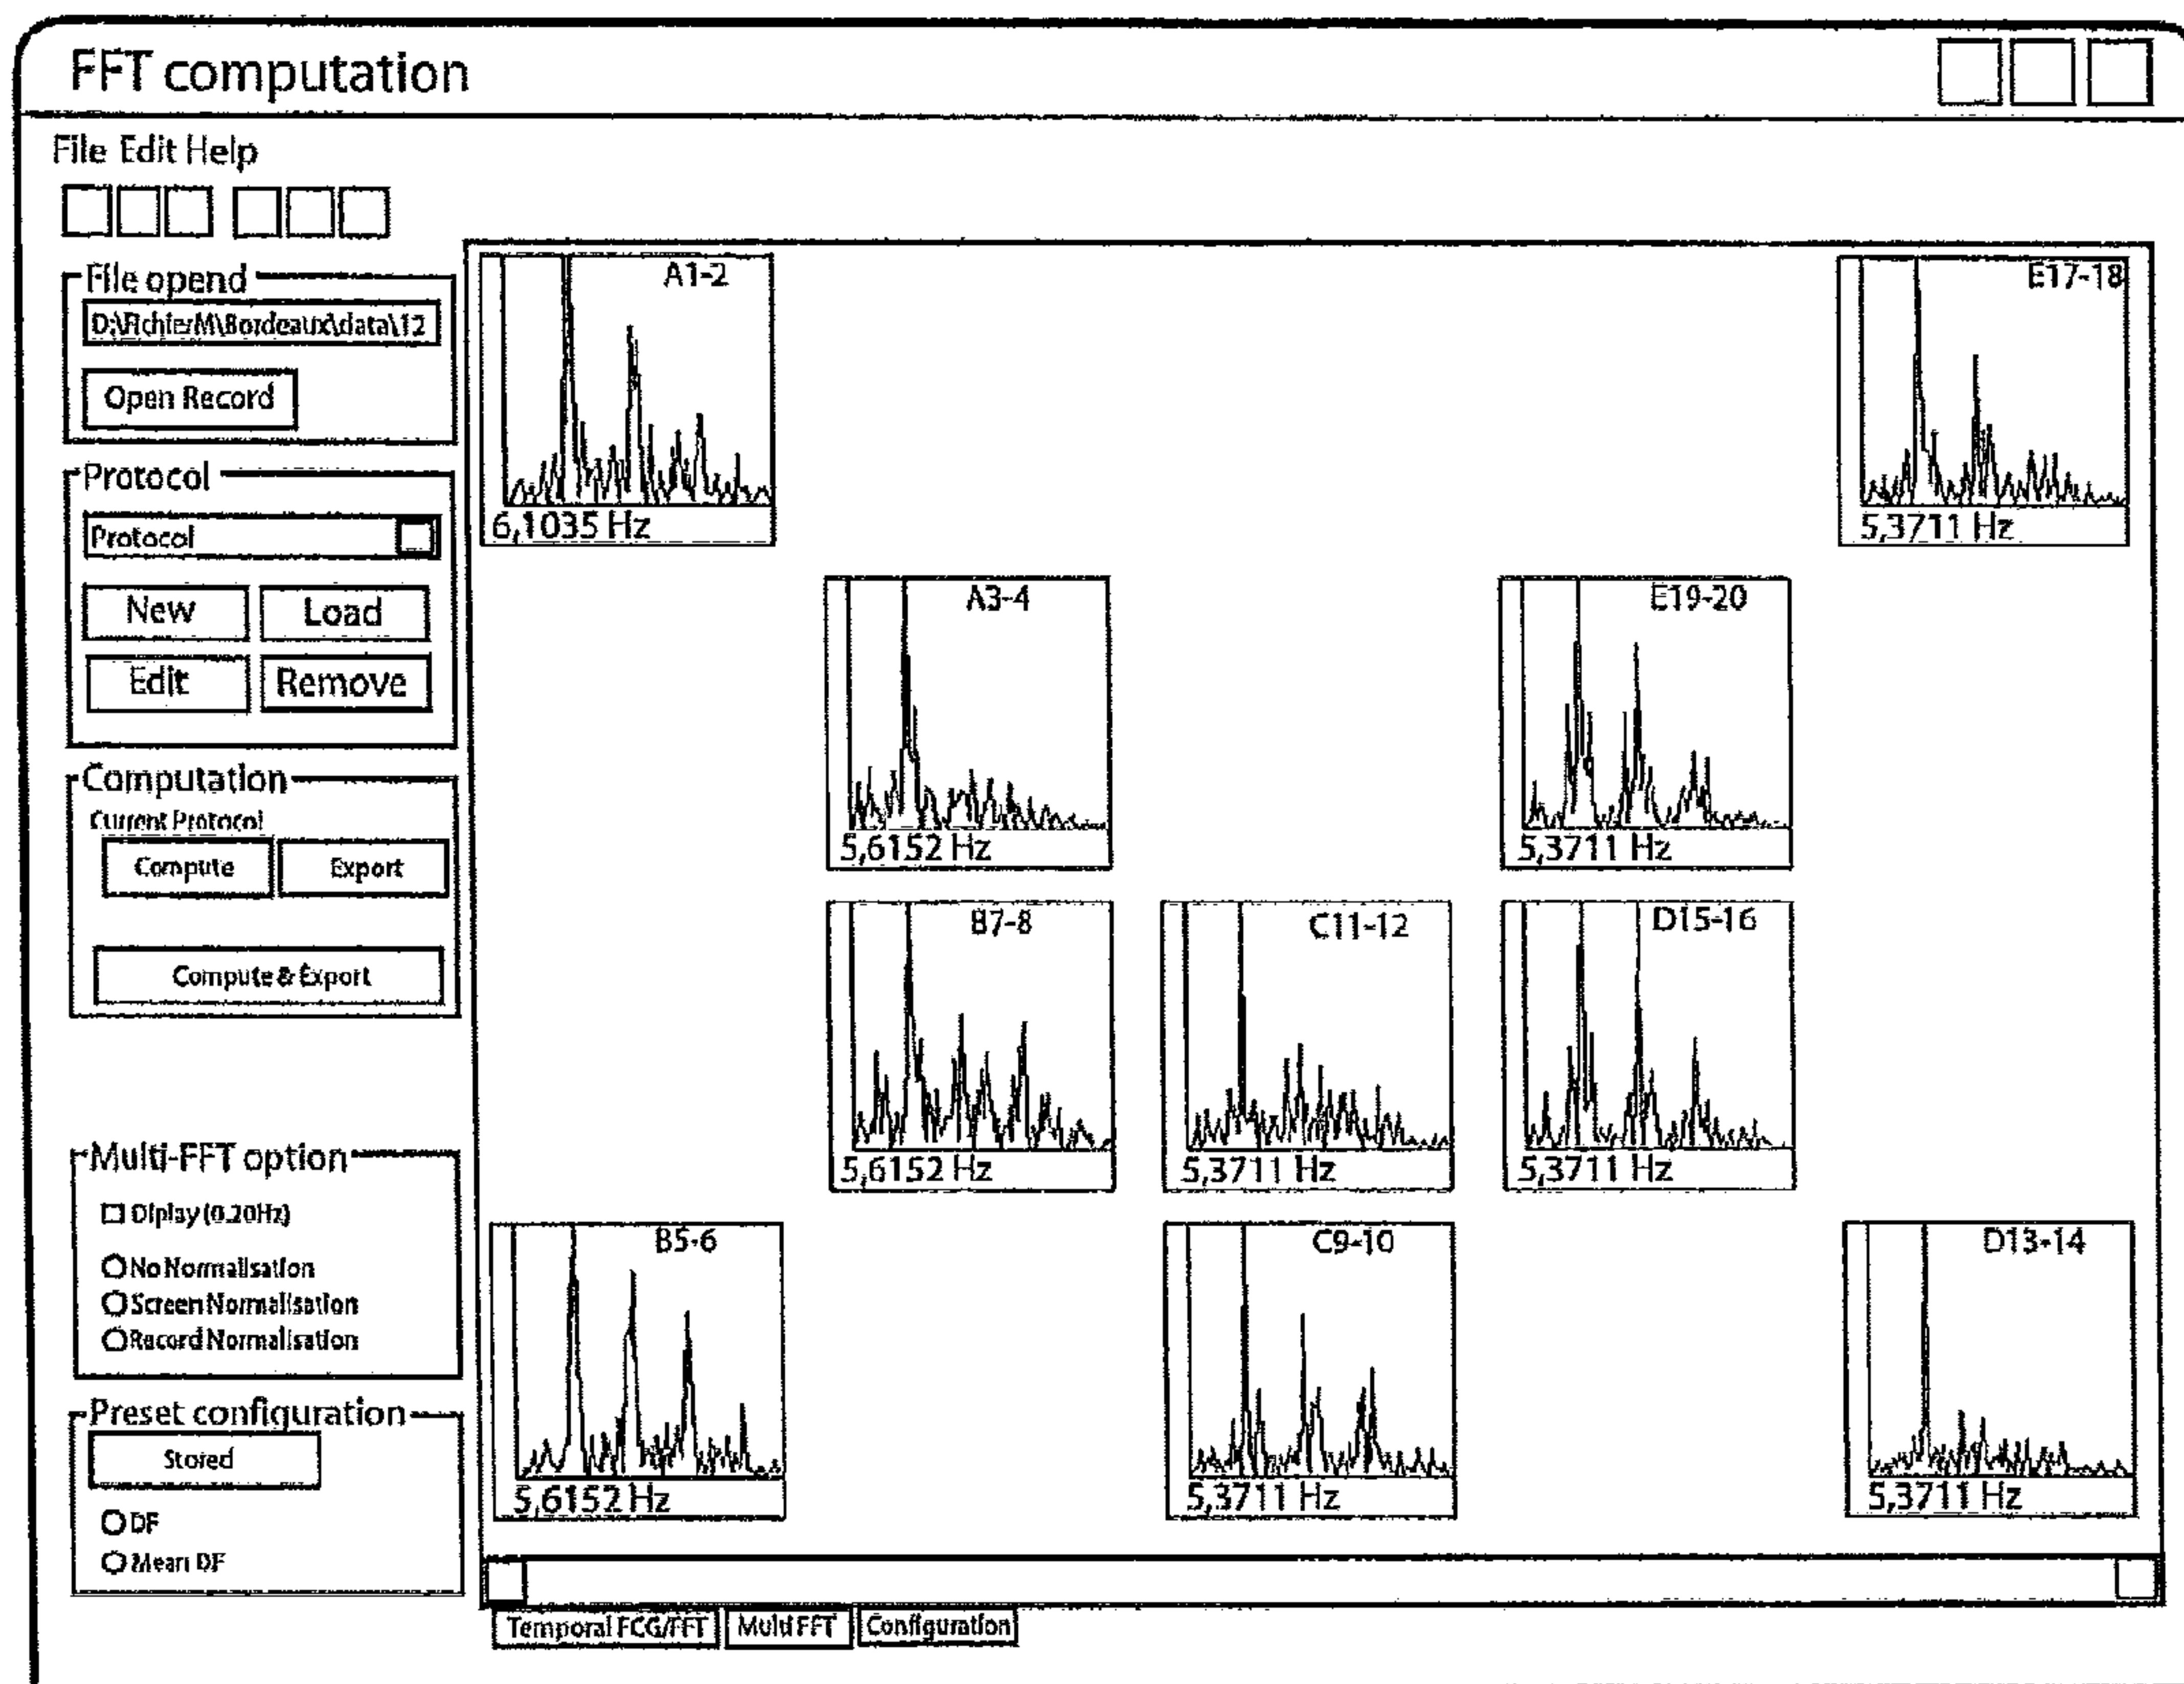 FFT computation
File Edit Help
File opend
D:\FichierM\Bordeaux\data\12
Open Record
Protocol
Protocol
New Load
Edit Remove
Computation
Current Protocol
Compute Export
Compute & Export
Multi-FFT option
Diplay (0.20Hz)
No Normalisation
Screen Normalisation
Record Normalisation
Preset configuration
Stored
DF
Mean DF
A1-2
6,1035 Hz
E17-18
5,3711 Hz
A3-4
5,6152 Hz
E19-20
5,3711 Hz
B7-8
5,6152 Hz
C11-12
5,3711 Hz
D15-16
5,3711 Hz
B5-6
5,6152 Hz
C9-10
5,3711 Hz
D13-14
5,3711 Hz
Temporal ECG/FFT Multi FFT Configuration